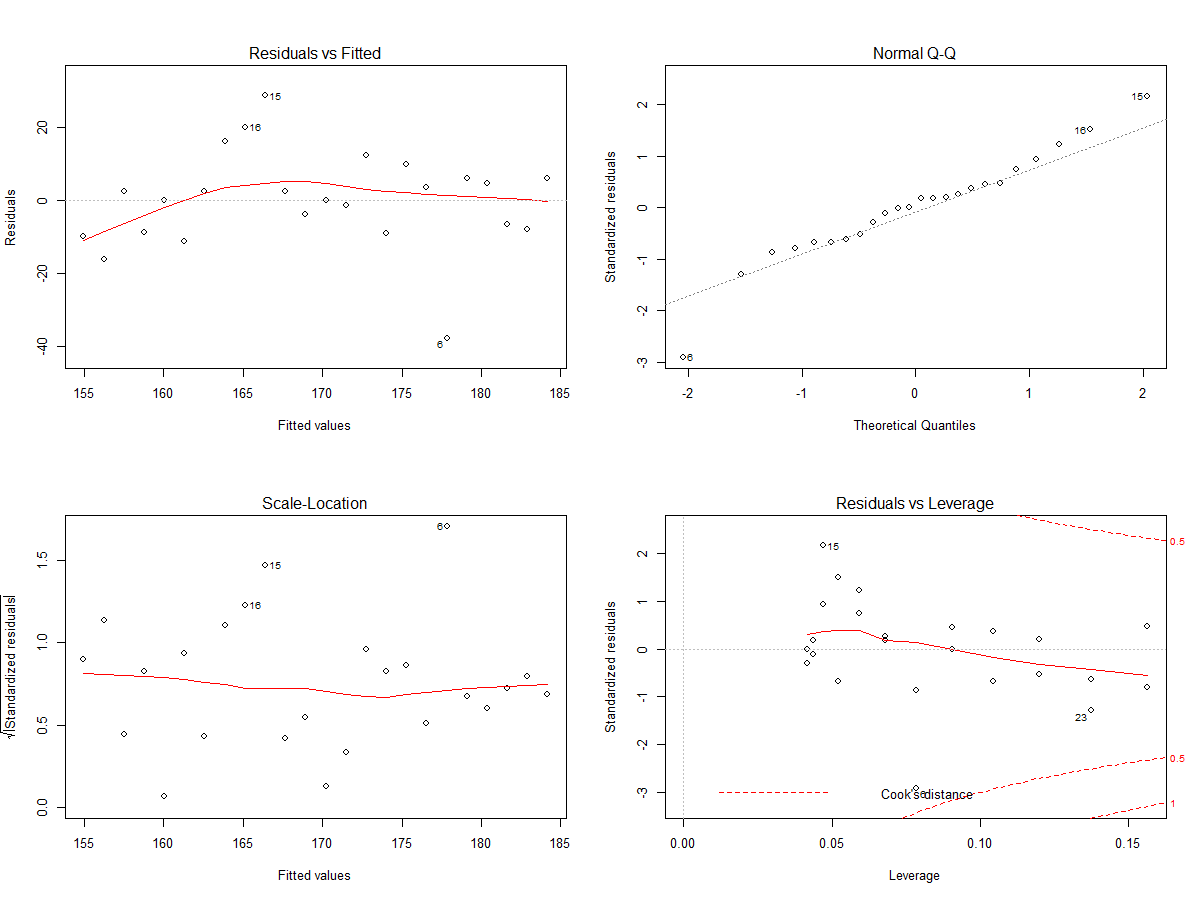 Residuals vs Fitted
Residuals
20
0
-20
-40
15
16
6
155 160 165 170 175 180 185
Fitted values
Normal Q-Q
Standardized residuals
2
1
0
-1
-2
-3
15
16
6
-2 -1 0 1 2
Theoretical Quantiles
Scale-Location
√|Standardized residuals|
1.5
1.0
0.5
0.0
6
15
16
155 160 165 170 175 180 185
Fitted values
Residuals vs Leverage
Standardized residuals
2
1
0
-1
-2
-3
15
23
6
Cook's distance
0.5
0.5
1
0.00 0.05 0.10 0.15
Leverage